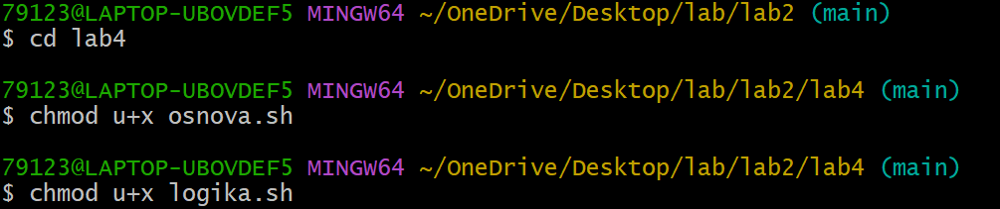 79123@LAPTOP-UBOVDEF5 MINGW64 ~/OneDrive/Desktop/lab/lab2 (main)
$ cd lab4
79123@LAPTOP-UBOVDEF5 MINGW64 ~/OneDrive/Desktop/lab/lab2/lab4 (main)
$ chmod u+x osnova.sh
79123@LAPTOP-UBOVDEF5 MINGW64 ~/OneDrive/Desktop/lab/lab2/lab4 (main)
$ chmod u+x logika.sh